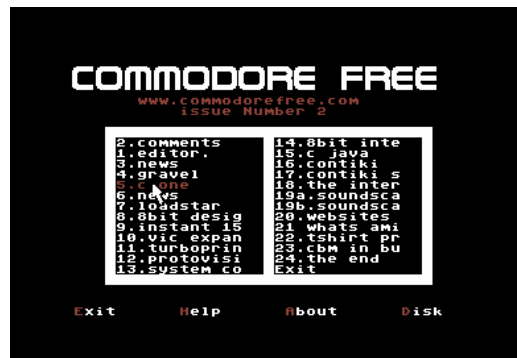 COMMODORE FREE
www.commodorefree.com
issue Number 2
2.comments
1.editor.
3.news
4.gravel
5.c one
6.news
7.loadstar
8.8bit desig
9.instant 15
10.vic expan
11.turboprin
12.protovisi
13.system co
14.8bit inte
15.c java
16.contiki
17.contiki s
18.the inter
19a.soundsca
19b.soundsca
20.websites
21 whats ami
22.tshirt pr
23.cbm in bu
24.the end
Exit
Exit Help About Disk